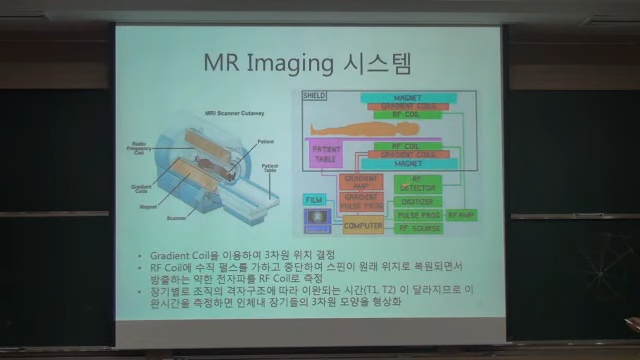 MR Imaging 시스템
MRI Scanner Cutaway
Radio
Frequency
Coil
Patient
Patient
Table
Gradient
Coils
Magnet
Scanner
SHIELD
MAGNET
GRADIENT COILS
RF COIL
PATIENT
TABLE
RF COIL
GRADIENT COILS
MAGNET
GRADIENT
AMP
RF
DETECTOR
FILM
GRADIENT
PULSE PROG
DIGITIZER
COMPUTER
PULSE PROG
RF AMP
RF SOURSE
• Gradient Coil을 이용하여 3차원 위치 결정
• RF Coil에 수직 펄스를 가하고 중단하여 스핀이 원래 위치로 복원되면서
방출하는 약한 전자파를 RF Coil로 측정
• 장기별로 조직의 격자구조에 따라 이완되는 시간(T1, T2) 이 달라지므로 이
완시간을 측정하면 인체내 장기들의 3차원 모양을 형상화